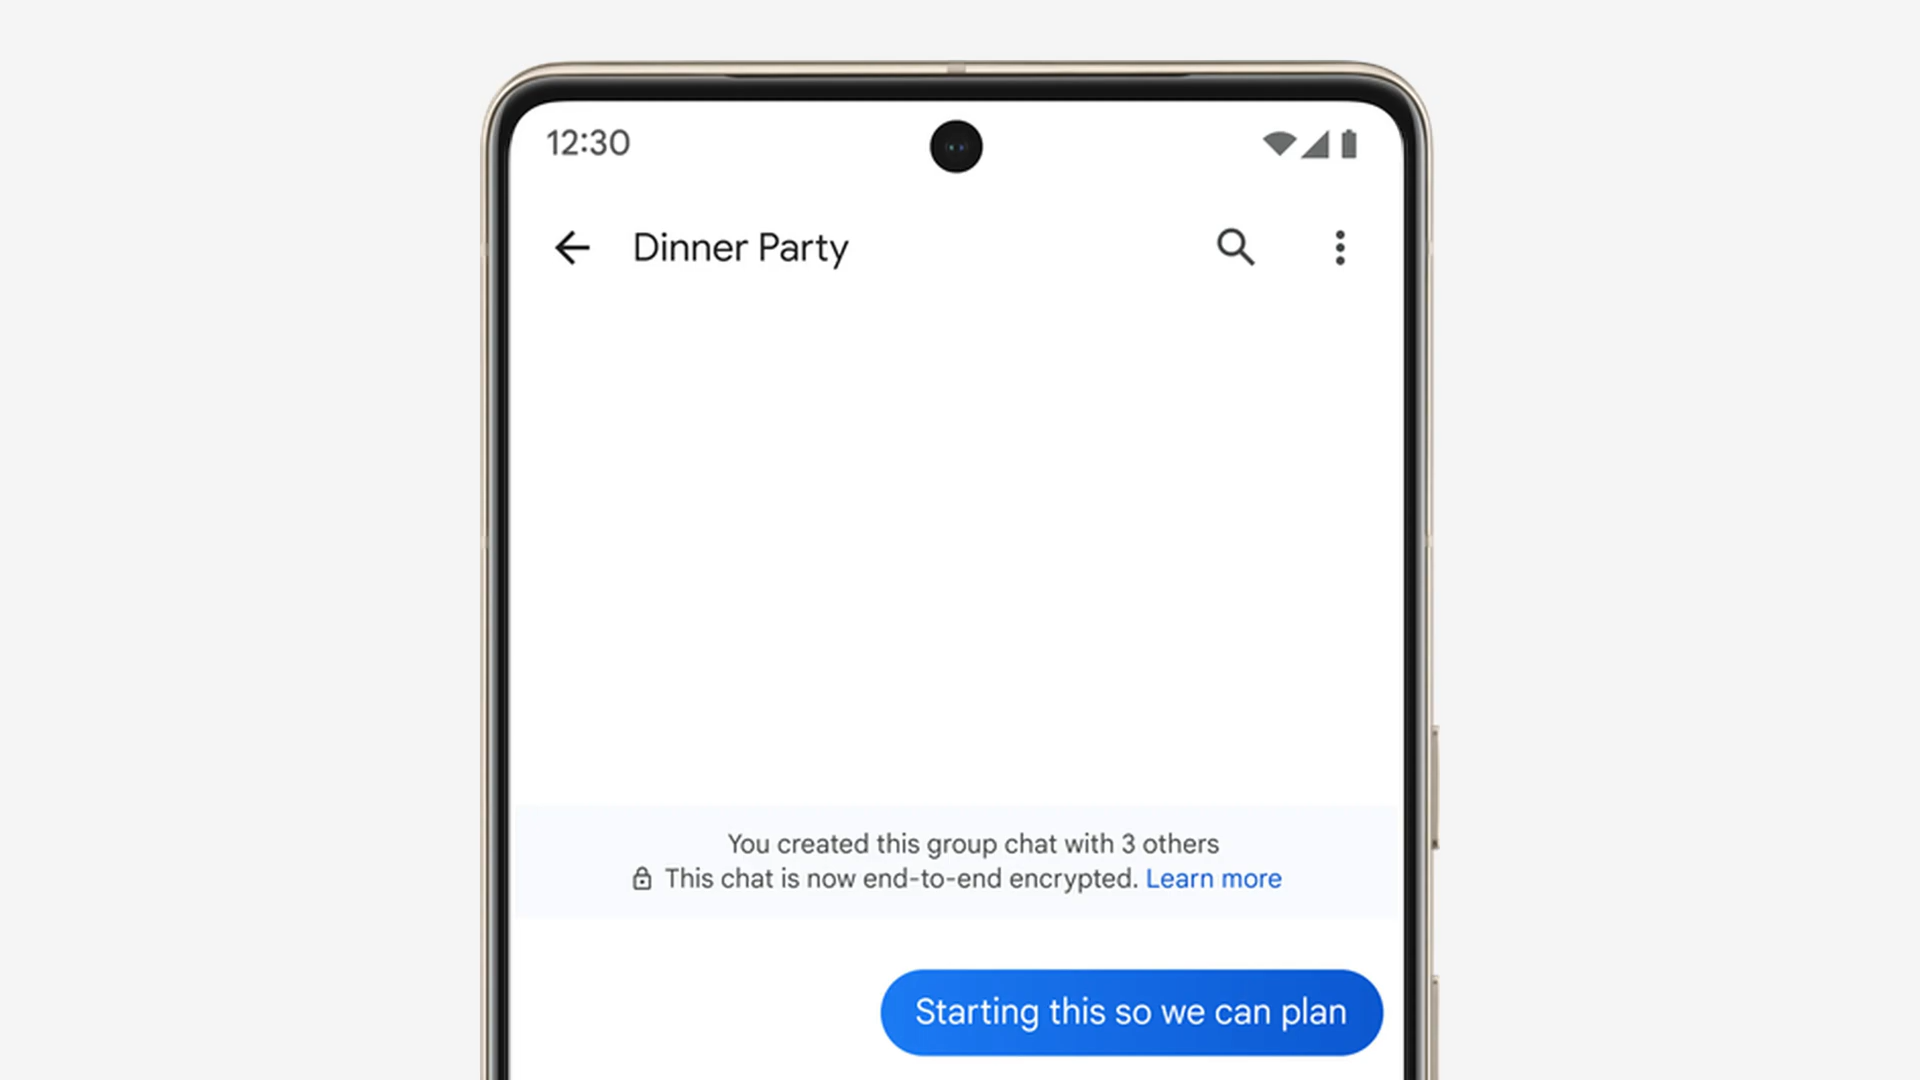 12:30
Dinner Party
You created this group chat with 3 others
This chat is now end-to-end encrypted. Learn more
Starting this so we can plan